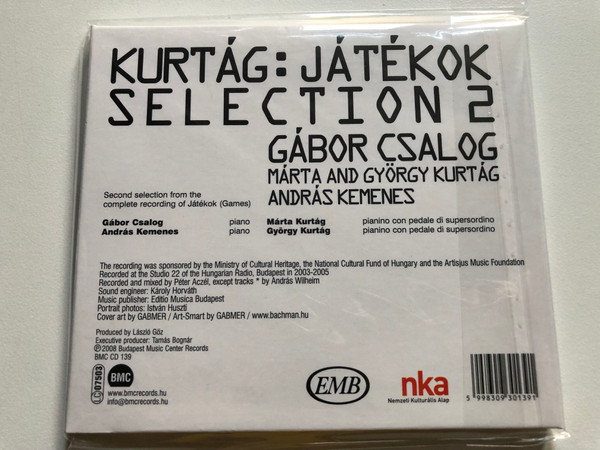 KURTÁG: JÁTÉKOK
SELECTION 2
GÁBOR CSALOG
MÁRTA AND GYÖRGY KURTÁG
ANDRÁS KEMENES
Second selection from the
complete recording of Játékok (Games)
Gábor Csalog piano Márta Kurtág pianino con pedale di supersordino
András Kemenes piano György Kurtág pianino con pedale di supersordino
The recording was sponsored by the Ministry of Cultural Heritage, the National Cultural Fund of Hungary and the Artisjus Music Foundation
Recorded at the Studio 22 of the Hungarian Radio, Budapest in 2003-2005
Recorded and mixed by Péter Aczél, except tracks * by András Wilheim
Sound engineer: Károly Horváth
Music publisher: Editio Musica Budapest
Portrait photos: István Huszti
Cover art by GABMER / Art-Smart by GABMER / www.bachman.hu
Produced by László Gőz
Executive producer: Tamás Bognár
℗2008 Budapest Music Center Records
BMC CD 139
LC 07503
BMC
www.bmcrecords.hu
info@bmcrecords.hu
EMB
nka
Nemzeti Kulturális Alap
5 998309 301391